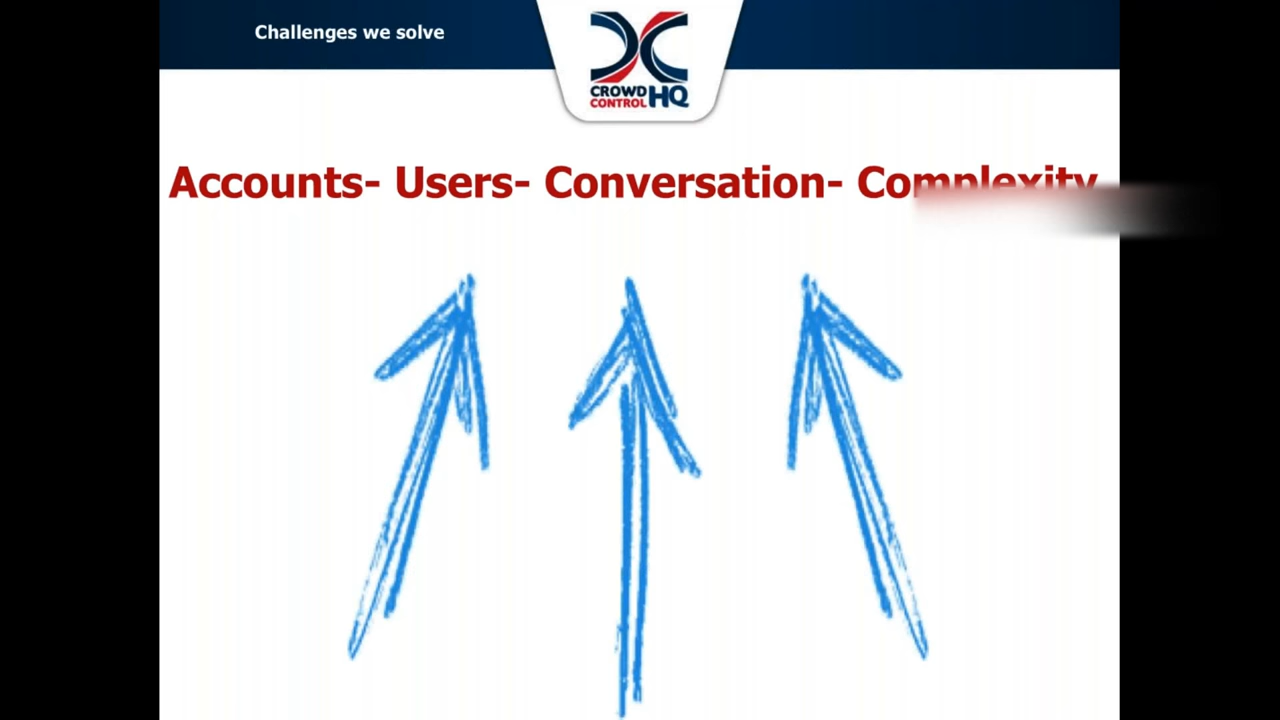 Challenges we solve
CROWD
CONTROL HQ
Accounts- Users- Conversation- Complexity